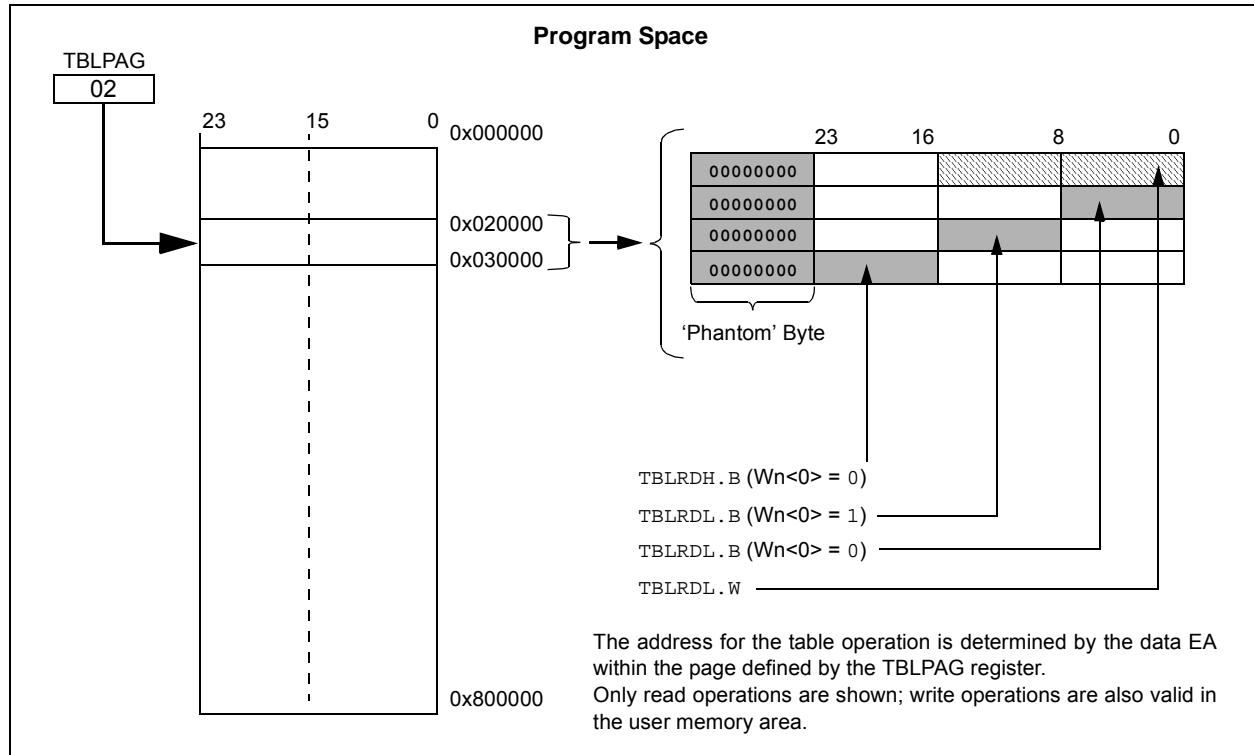 Program Space
TBLPAG
02
23 15 0
0x000000
0x020000
0x030000
0x800000
23 16 8 0
00000000
00000000
00000000
00000000
‘Phantom’ Byte
TBLRDH.B (Wn<0> = 0)
TBLRDL.B (Wn<0> = 1)
TBLRDL.B (Wn<0> = 0)
TBLRDL.W
The address for the table operation is determined by the data EA
within the page defined by the TBLPAG register.
Only read operations are shown; write operations are also valid in
the user memory area.